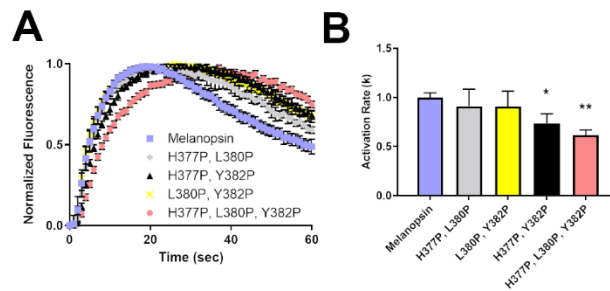 A
Normalized Fluorescence
1.0
0.5
0.0
0
20
40
60
Time (sec)
Melanopsin
H377P, L380P
H377P, Y382P
L380P, Y382P
H377P, L380P, Y382P
B
Activation Rate (k)
1.5
1.0
0.5
0.0
*
**
Melanopsin
H377P, L380P
L380P, Y382P
H377P, Y382P
H377P, L380P, Y382P